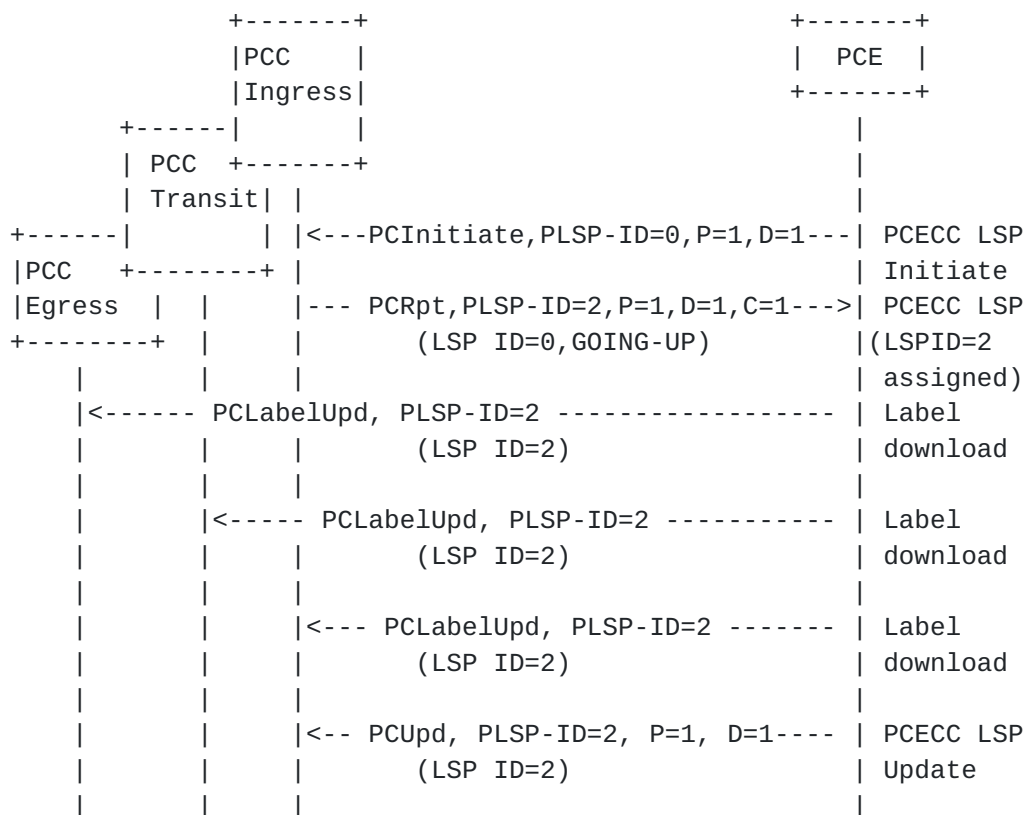 +-------+                           +-------+
|PCC    |                           |  PCE  |
|Ingress|                           +-------+
+------|       |                               |
| PCC  +-------+                               |
| Transit| |                                   |
+------|        | |<---PCInitiate,PLSP-ID=0,P=1,D=1---| PCECC LSP
|PCC   +--------+ |                                   | Initiate
|Egress  |  |     |--- PCRpt,PLSP-ID=2,P=1,D=1,C=1--->| PCECC LSP
+--------+  |     |       (LSP ID=0,GOING-UP)         |(LSPID=2
|       |     |                                   | assigned)
|<------ PCLabelUpd, PLSP-ID=2 ------------------ | Label
|       |     |       (LSP ID=2)                  | download
|       |     |                                   |
|       |<----- PCLabelUpd, PLSP-ID=2 ----------- | Label
|       |     |       (LSP ID=2)                  | download
|       |     |                                   |
|       |     |<--- PCLabelUpd, PLSP-ID=2 ------- | Label
|       |     |       (LSP ID=2)                  | download
|       |     |                                   |
|       |     |<-- PCUpd, PLSP-ID=2, P=1, D=1---- | PCECC LSP
|       |     |       (LSP ID=2)                  | Update
|       |     |                                   |